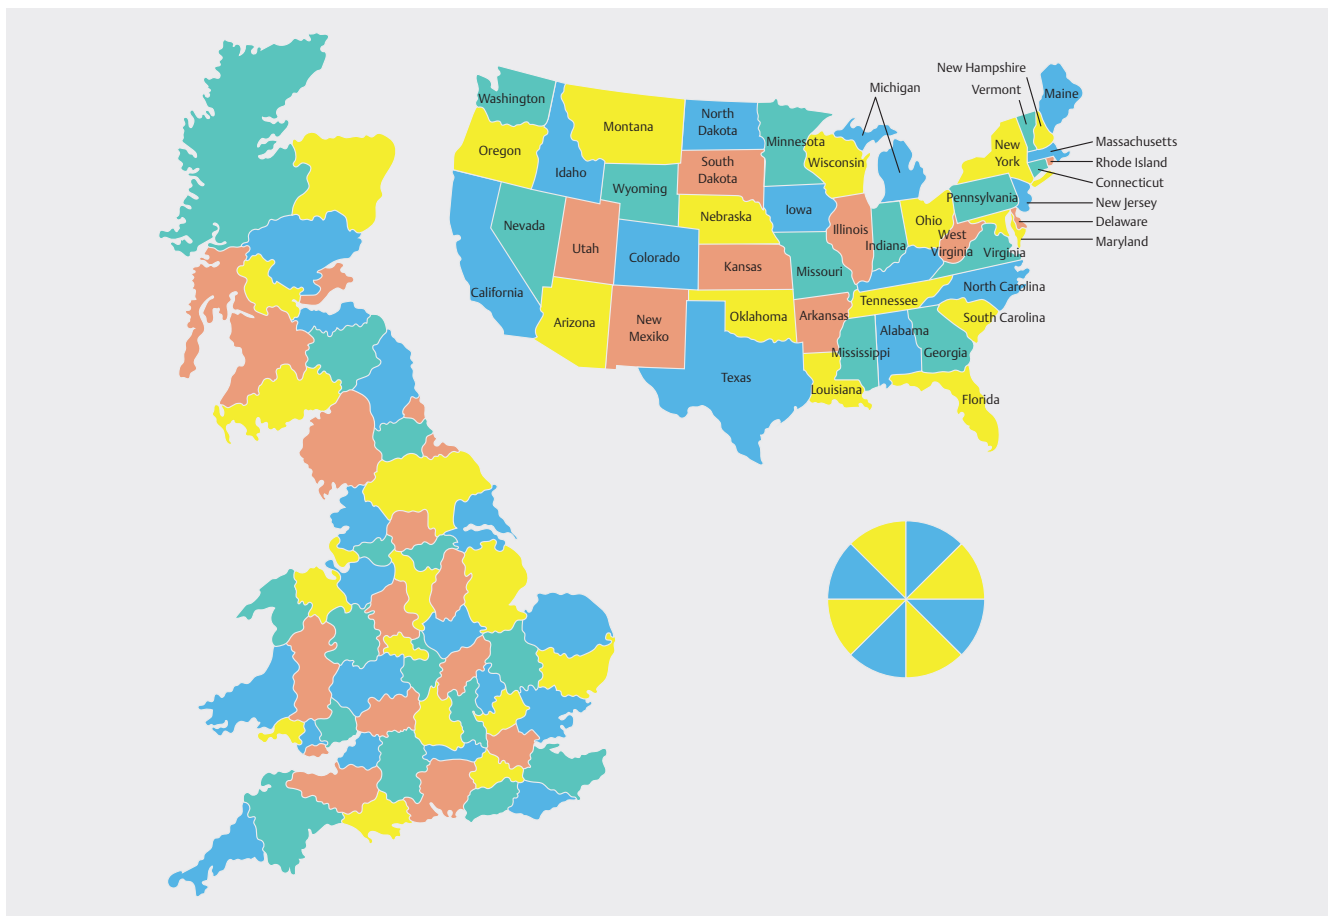 New Hampshire
Michigan
Vermont
Maine
Washington
North
Dakota
Montana
Minnesota
New
York
Massachusetts
Oregon
Wisconsin
Rhode Island
South
Dakota
Idaho
Connecticut
Wyoming
Pennsylvania
New Jersey
Nebraska
Iowa
Ohio
Delaware
Nevada
Illinois
West
Virginia
Indiana
Maryland
Utah
Colorado
Kansas
Missouri
Virginia
California
North Carolina
Tennessee
Arizona
New
Mexiko
Oklahoma
Arkansas
South Carolina
Alabama
Mississippi
Georgia
Texas
Louisiana
Florida